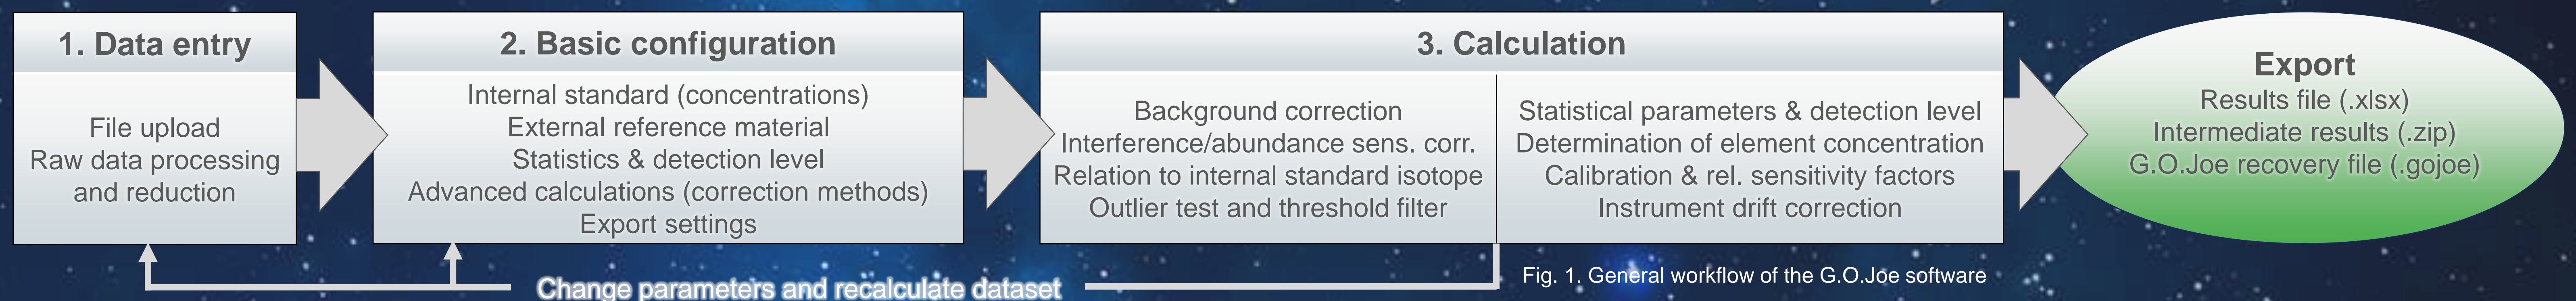 1. Data entry
File upload
Raw data processing
and reduction
2. Basic configuration
Internal standard (concentrations)
External reference material
Statistics & detection level
Advanced calculations (correction methods)
Export settings
3. Calculation
Background correction
Interference/abundance sens. corr.
Relation to internal standard isotope
Outlier test and threshold filter
Statistical parameters & detection level
Determination of element concentration
Calibration & rel. sensitivity factors
Instrument drift correction
Export
Results file (.xlsx)
Intermediate results (.zip)
G.O.Joe recovery file (.gojoe)
Change parameters and recalculate dataset
Fig. 1. General workflow of the G.O.Joe software